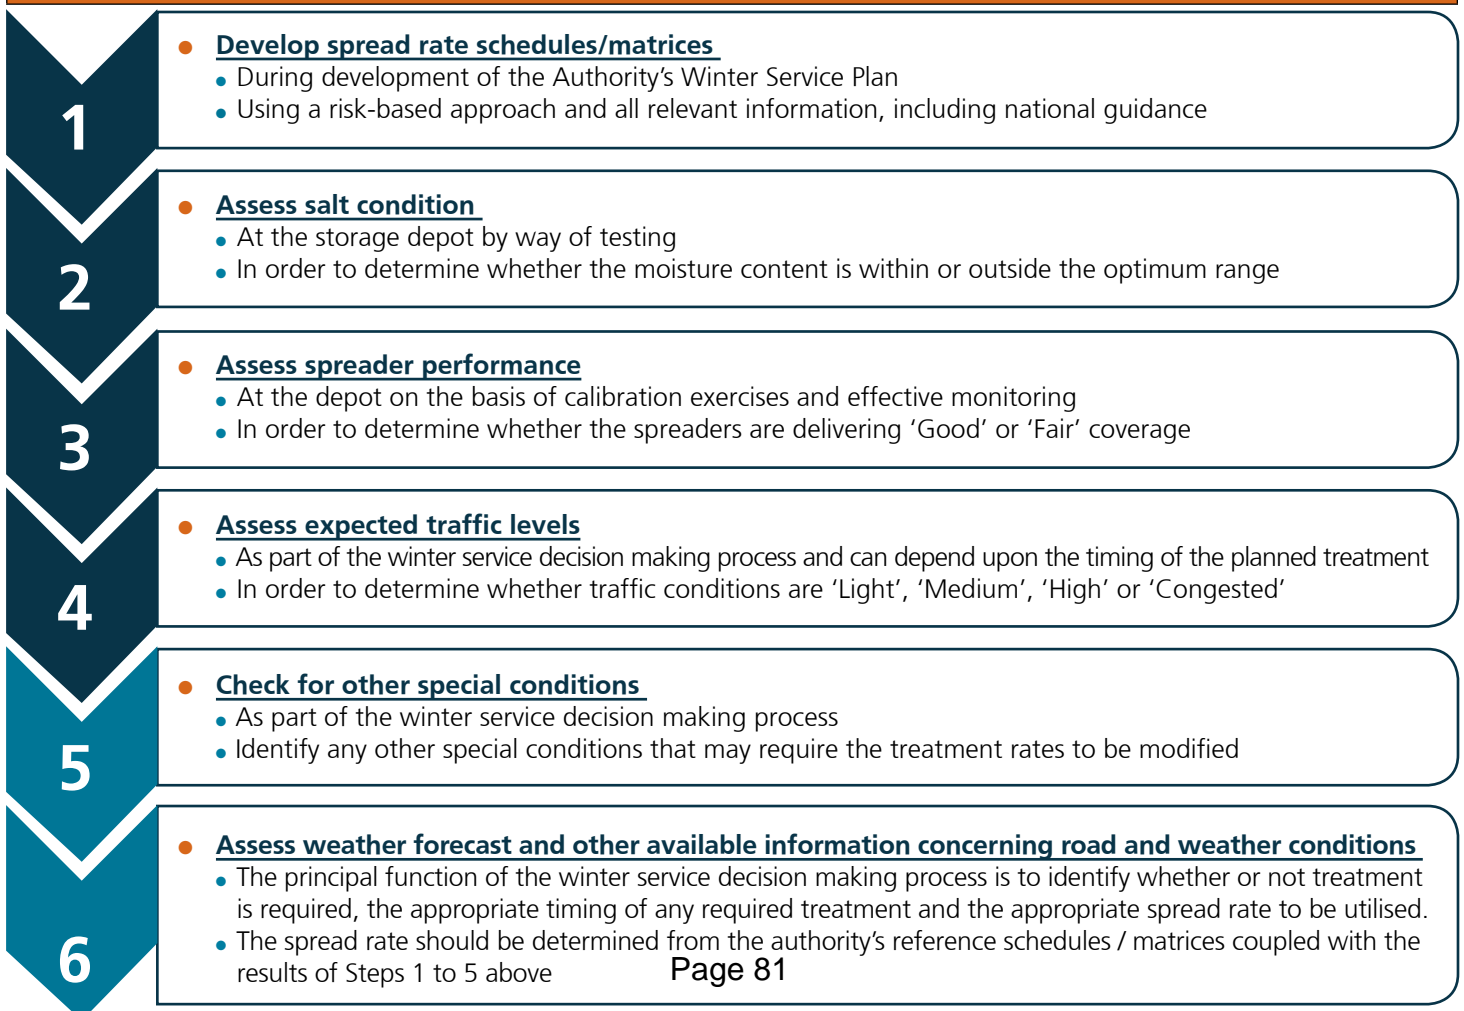 1
Develop spread rate schedules/matrices
During development of the Authority’s Winter Service Plan
Using a risk-based approach and all relevant information, including national guidance
2
Assess salt condition
At the storage depot by way of testing
In order to determine whether the moisture content is within or outside the optimum range
3
Assess spreader performance
At the depot on the basis of calibration exercises and effective monitoring
In order to determine whether the spreaders are delivering ‘Good’ or ‘Fair’ coverage
4
Assess expected traffic levels
As part of the winter service decision making process and can depend upon the timing of the planned treatment
In order to determine whether traffic conditions are ‘Light’, ‘Medium’, ‘High’ or ‘Congested’
5
Check for other special conditions
As part of the winter service decision making process
Identify any other special conditions that may require the treatment rates to be modified
6
Assess weather forecast and other available information concerning road and weather conditions
The principal function of the winter service decision making process is to identify whether or not treatment
is required, the appropriate timing of any required treatment and the appropriate spread rate to be utilised.
The spread rate should be determined from the authority’s reference schedules / matrices coupled with the
results of Steps 1 to 5 above
Page 81